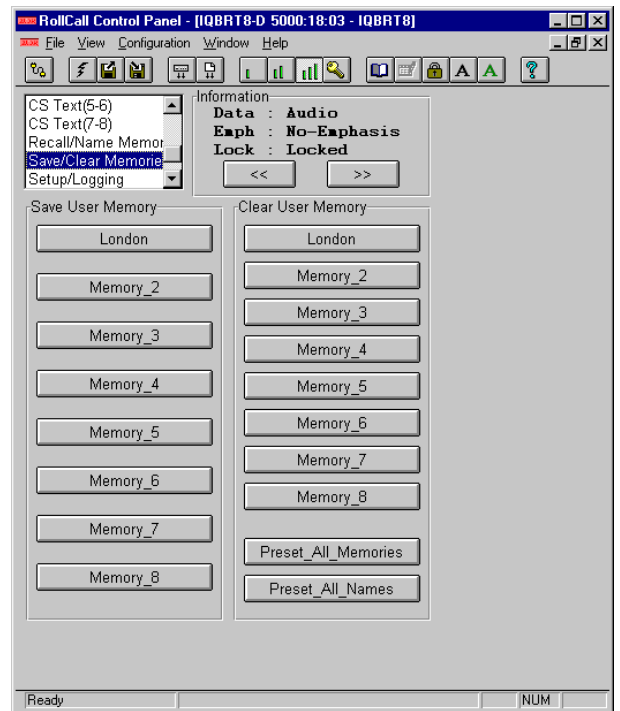 RollCall Control Panel - [IQBRT8-D 5000:18:03 - IQBRT8]
File View Configuration Window Help
A A
CS Text(5-6)
CS Text(7-8)
Recall/Name Memor
Save/Clear Memorie
Setup/Logging
Information
Data : Audio
Emph : No-Emphasis
Lock : Locked
<< >>
Save User Memory
London
Memory_2
Memory_3
Memory_4
Memory_5
Memory_6
Memory_7
Memory_8
Clear User Memory
London
Memory_2
Memory_3
Memory_4
Memory_5
Memory_6
Memory_7
Memory_8
Preset_All_Memories
Preset_All_Names
Ready NUM